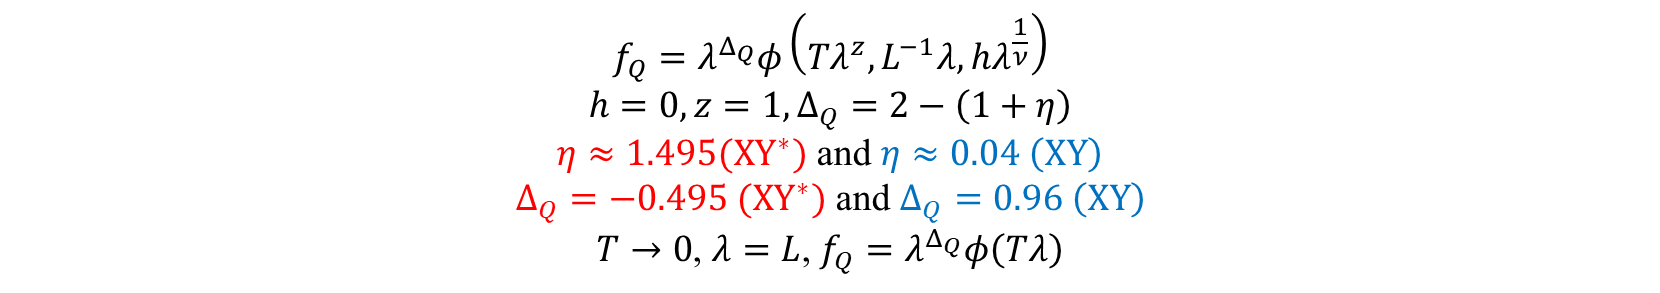 f_Q = λ^{Δ_Q} ϕ (Tλ^z, L^{-1}λ, hλ^{1/ν})
h = 0, z = 1, Δ_Q = 2 − (1 + η)
η ≈ 1.495(XY*) and η ≈ 0.04 (XY)
Δ_Q = −0.495 (XY*) and Δ_Q = 0.96 (XY)
T → 0, λ = L, f_Q = λ^{Δ_Q} ϕ(Tλ)